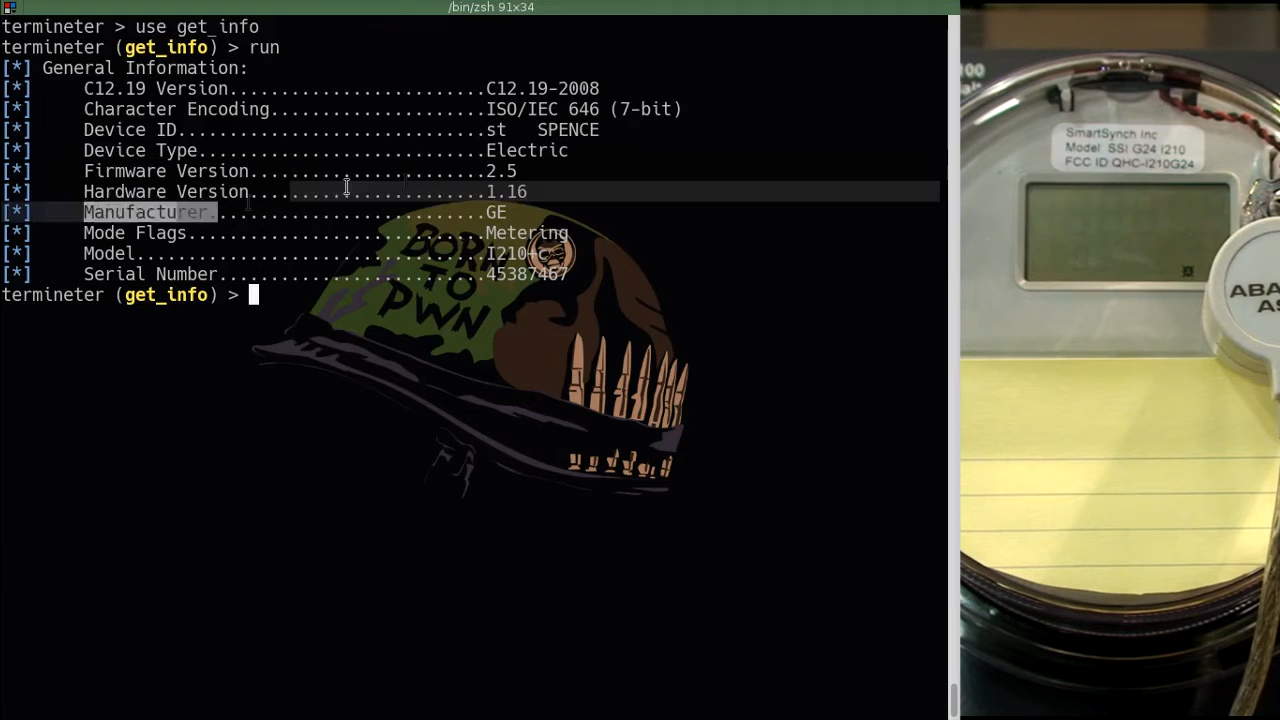 /bin/zsh 91x34
termineter > use get_info
termineter (get_info) > run
[*] General Information:
[*]     C12.19 Version.........................C12.19-2008
[*]     Character Encoding.....................ISO/IEC 646 (7-bit)
[*]     Device ID..............................st   SPENCE
[*]     Device Type............................Electric
[*]     Firmware Version.......................2.5
[*]     Hardware Version.......................1.16
[*]     Manufacturer...........................GE
[*]     Mode Flags.............................Metering
[*]     Model..................................I210+c
[*]     Serial Number..........................45387467
termineter (get_info) >
BORN
TO
PWN
SmartSynch Inc
Model: SSI G24 I210
FCC ID QHC-I210G24